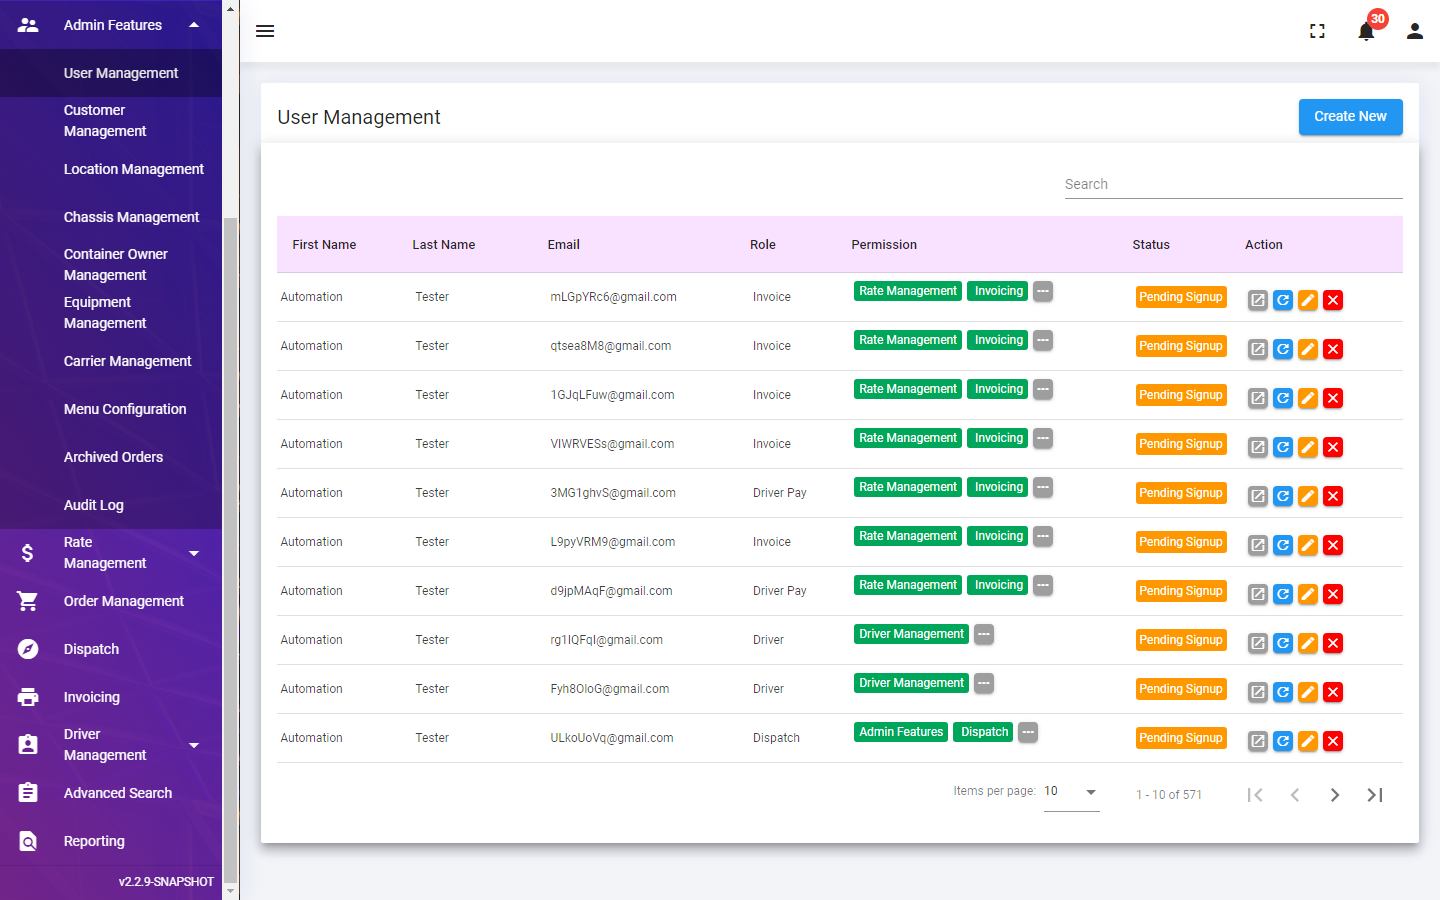 Admin Features
User Management
Customer
Management
Location Management
Chassis Management
Container Owner
Management
Equipment
Management
Carrier Management
Menu Configuration
Archived Orders
Audit Log
Rate
Management
Order Management
Dispatch
Invoicing
Driver
Management
Advanced Search
Reporting
v2.2.9-SNAPSHOT
30
User Management
Create New
Search
First Name Last Name Email Role Permission Status Action
Automation Tester mLGpYRc6@gmail.com Invoice Rate Management Invoicing --- Pending Signup
Automation Tester qtsea8M8@gmail.com Invoice Rate Management Invoicing --- Pending Signup
Automation Tester 1GJqLFuw@gmail.com Invoice Rate Management Invoicing --- Pending Signup
Automation Tester VIWRVESs@gmail.com Invoice Rate Management Invoicing --- Pending Signup
Automation Tester 3MG1ghvS@gmail.com Driver Pay Rate Management Invoicing --- Pending Signup
Automation Tester L9pyVRM9@gmail.com Invoice Rate Management Invoicing --- Pending Signup
Automation Tester d9jpMAqF@gmail.com Driver Pay Rate Management Invoicing --- Pending Signup
Automation Tester rg1IQFqI@gmail.com Driver Driver Management --- Pending Signup
Automation Tester Fyh8OIoG@gmail.com Driver Driver Management --- Pending Signup
Automation Tester ULkoUoVq@gmail.com Dispatch Admin Features Dispatch --- Pending Signup
Items per page: 10 1 - 10 of 571